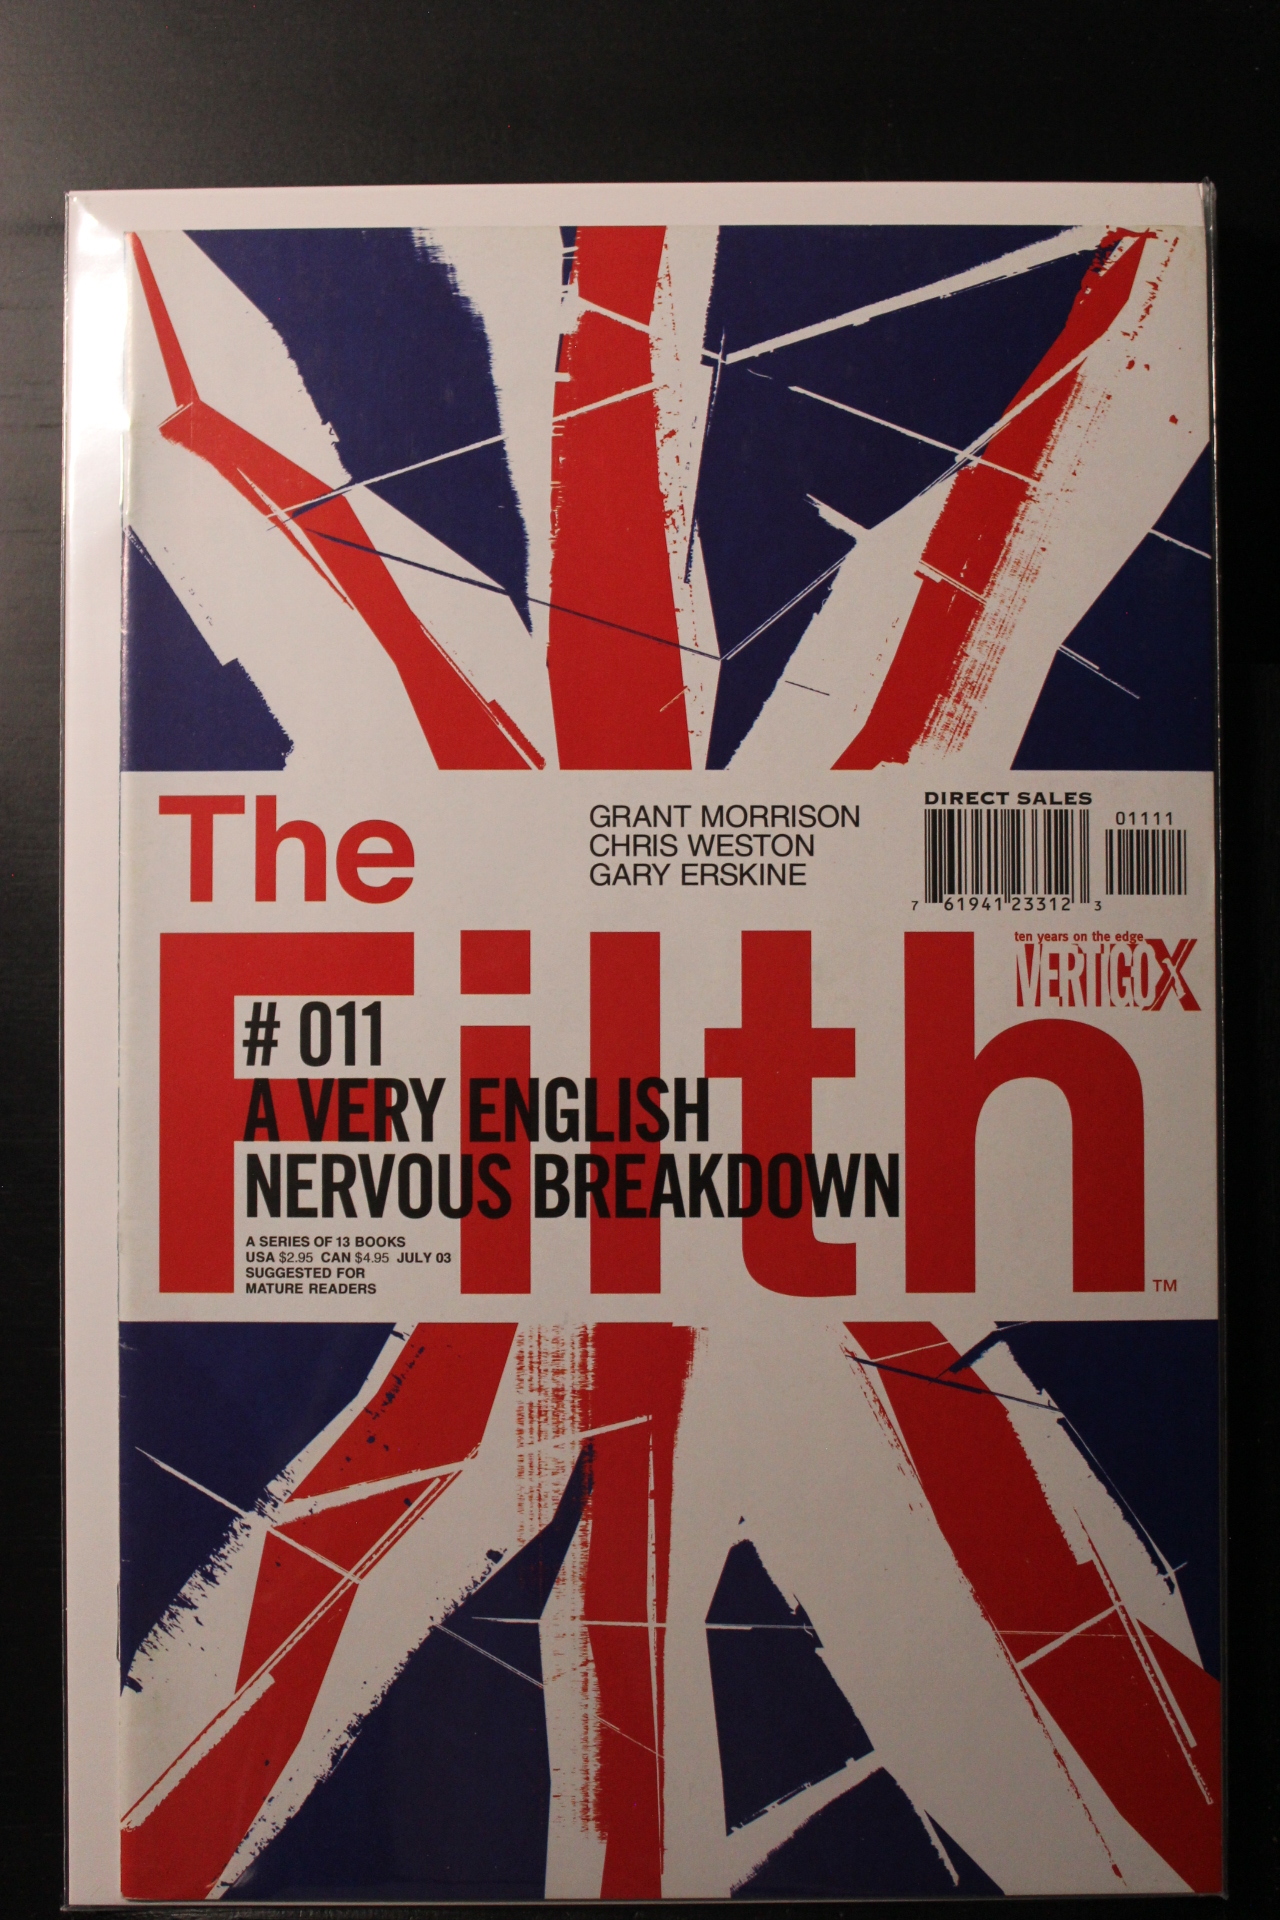 The
GRANT MORRISON
CHRIS WESTON
GARY ERSKINE
DIRECT SALES
01111
7 61941 23312 3
ten years on the edge
VERTIGO X
Filth
# 011
A VERY ENGLISH
NERVOUS BREAKDOWN
A SERIES OF 13 BOOKS
USA $2.95 CAN $4.95 JULY 03
SUGGESTED FOR
MATURE READERS
TM